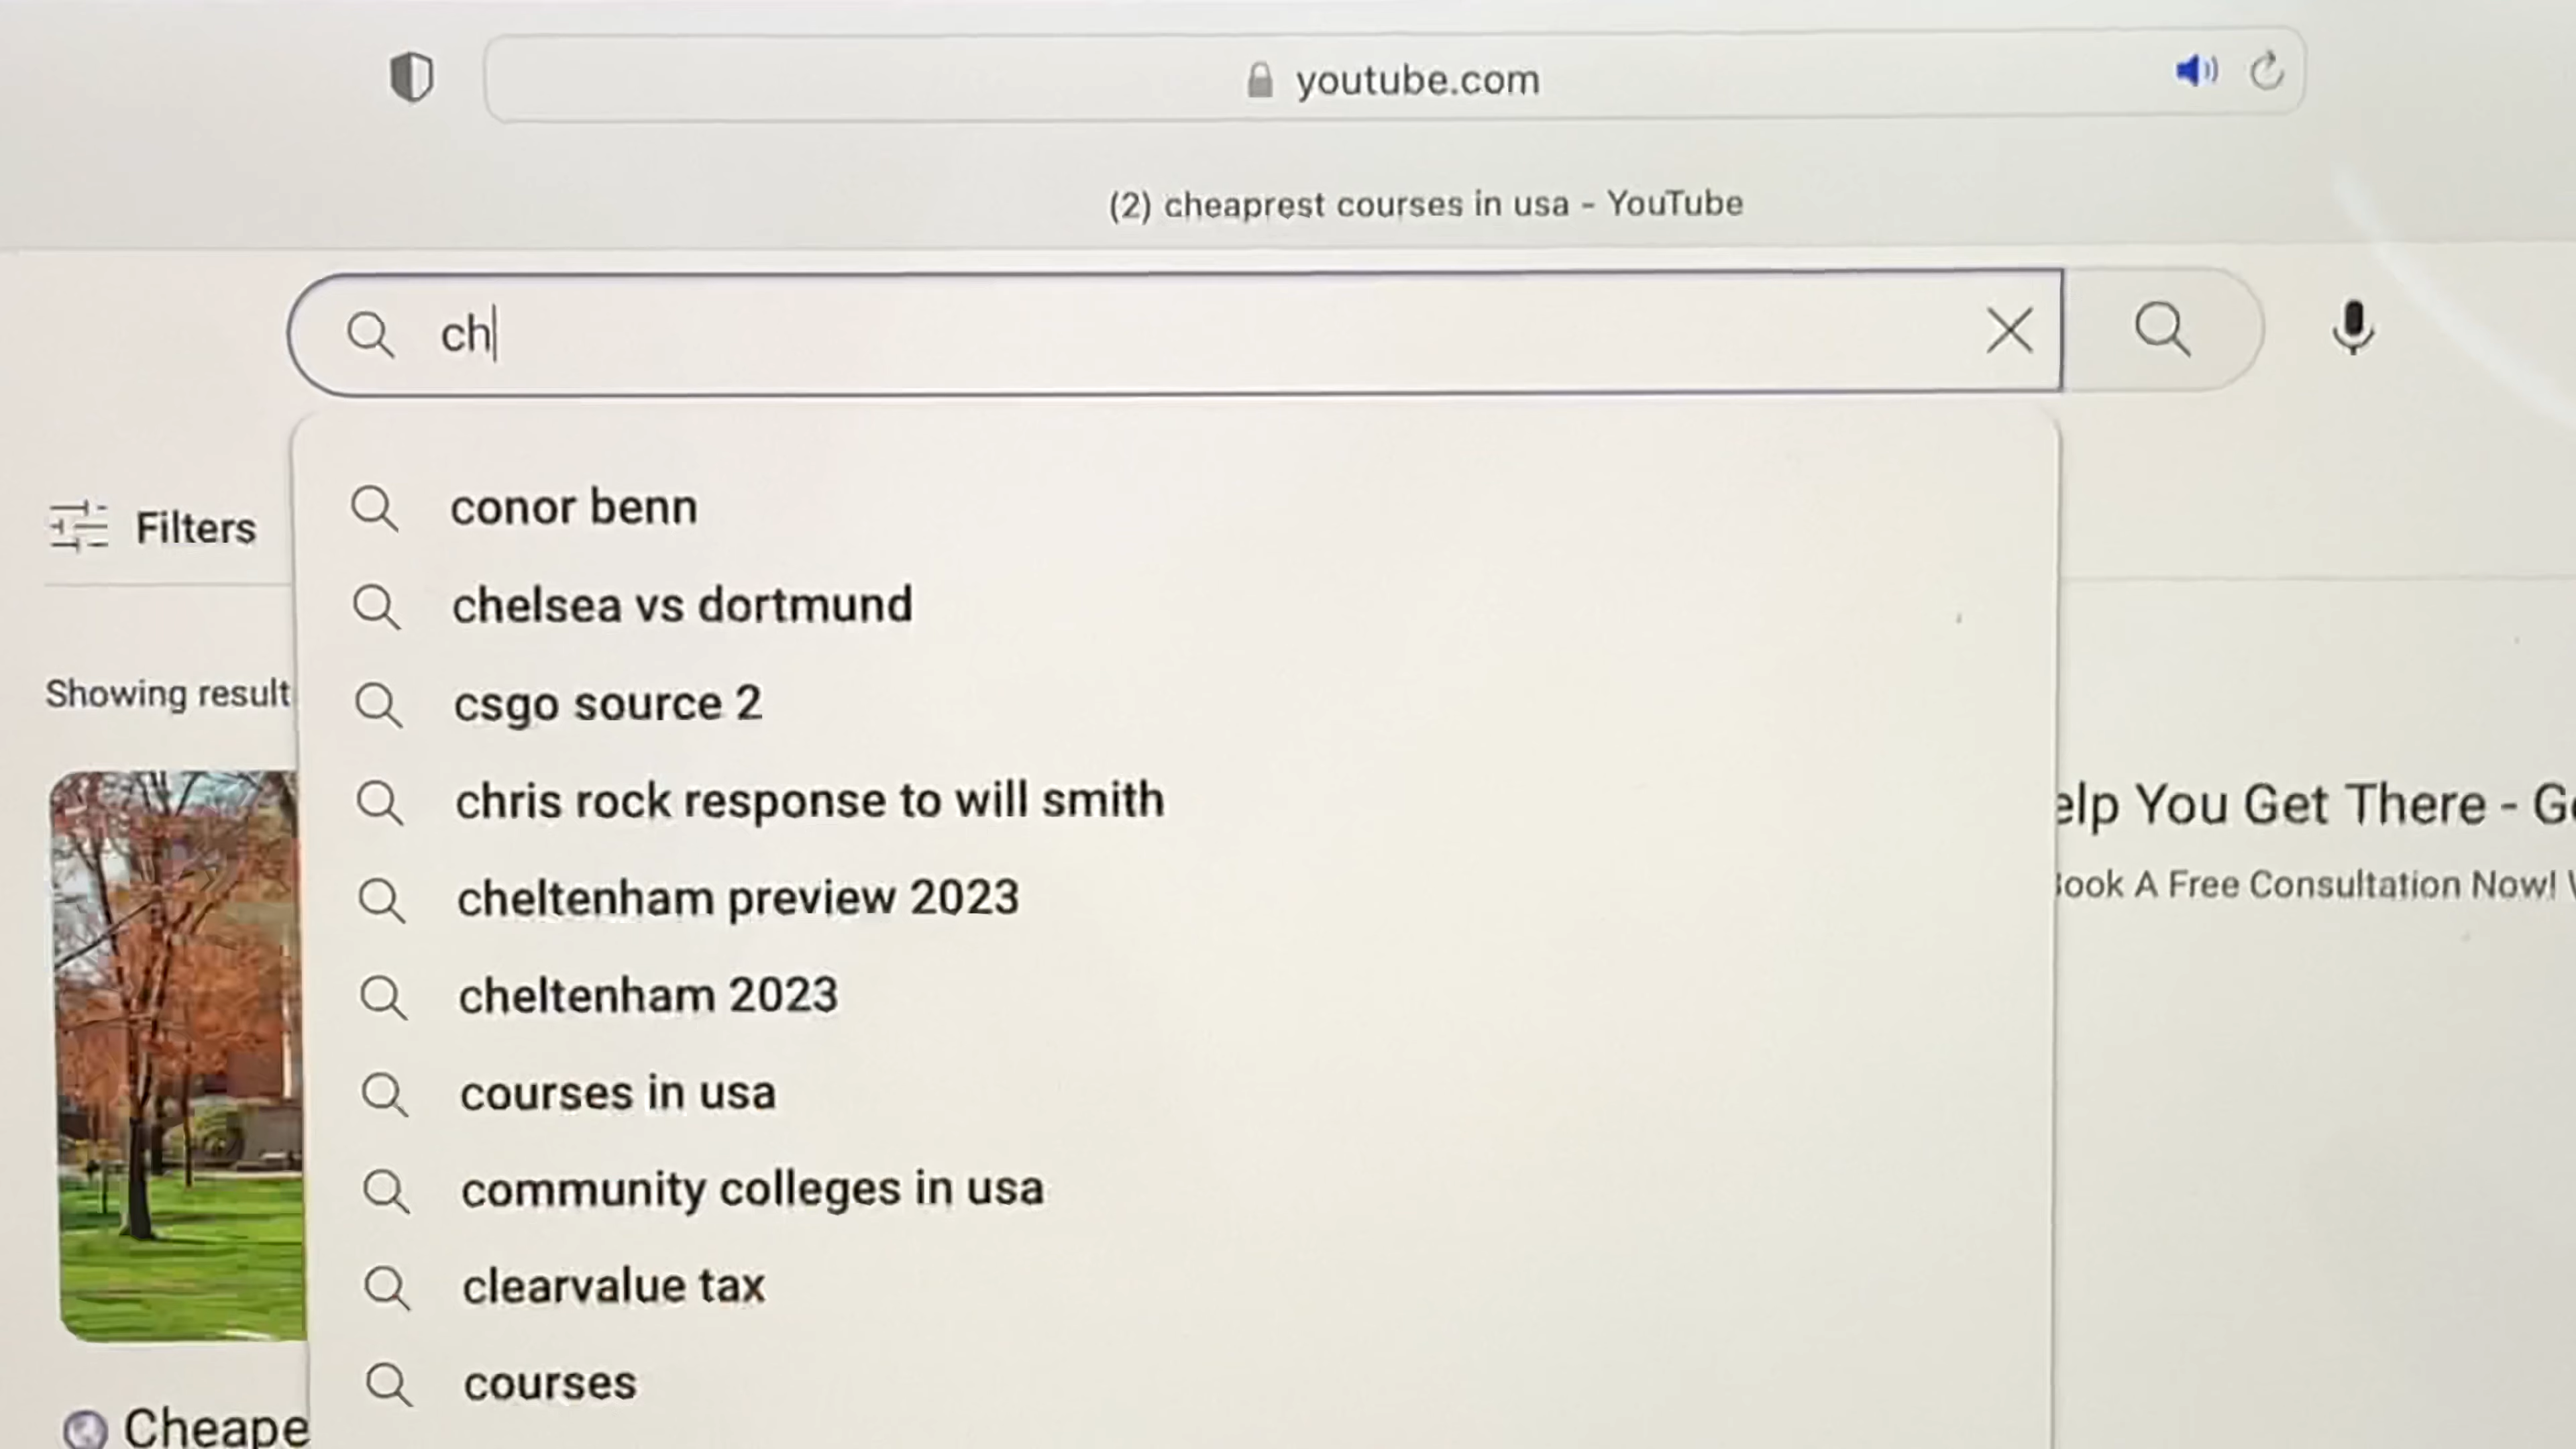 youtube.com
(2) cheaprest courses in usa - YouTube
ch
Filters
conor benn
chelsea vs dortmund
csgo source 2
Showing result
chris rock response to will smith
elp You Get There - G
cheltenham preview 2023
ook A Free Consultation Now!
cheltenham 2023
courses in usa
community colleges in usa
clearvalue tax
courses
Cheape